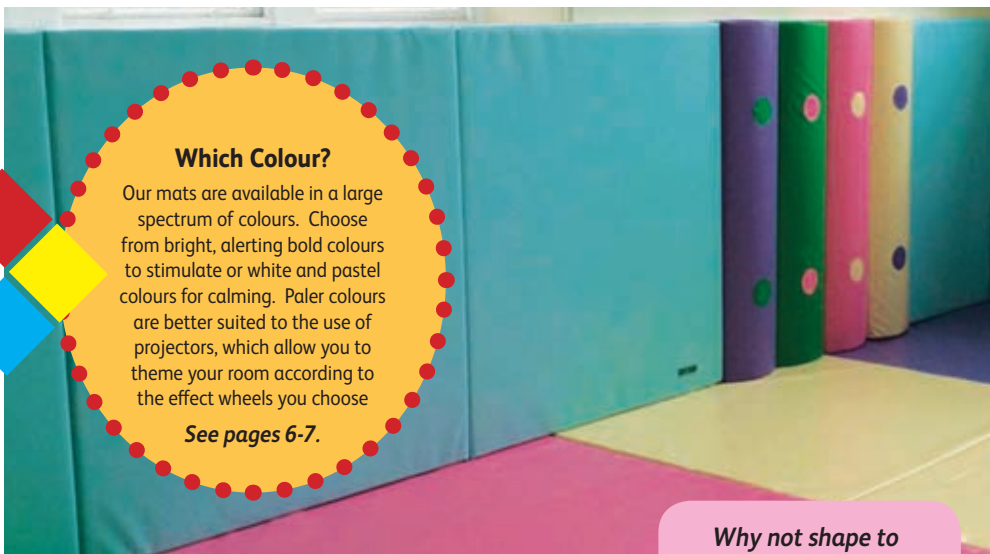 Which Colour?
Our mats are available in a large
spectrum of colours.  Choose
from bright, alerting bold colours
to stimulate or white and pastel
colours for calming.  Paler colours
are better suited to the use of
projectors, which allow you to
theme your room according to
the effect wheels you choose
See pages 6-7.
Why not shape to